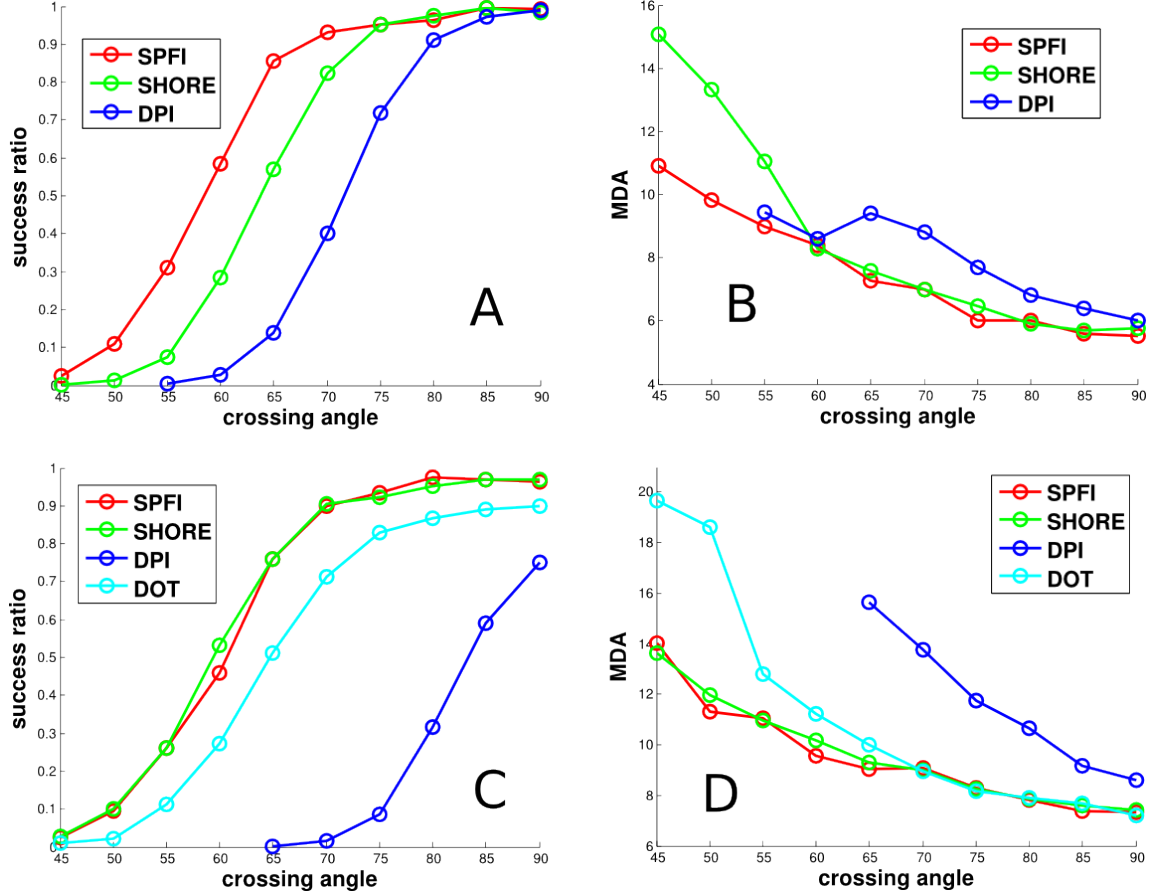 1
0.9
0.8
0.7
0.6
0.5
0.4
0.3
0.2
0.1
0
success ratio
SPFI
SHORE
DPI
A
45 50 55 60 65 70 75 80 85 90
crossing angle
16
14
12
10
8
6
4
MDA
SPFI
SHORE
DPI
B
45 50 55 60 65 70 75 80 85 90
crossing angle
1
0.9
0.8
0.7
0.6
0.5
0.4
0.3
0.2
0.1
0
success ratio
SPFI
SHORE
DPI
DOT
C
45 50 55 60 65 70 75 80 85 90
crossing angle
20
18
16
14
12
10
8
6
MDA
SPFI
SHORE
DPI
DOT
D
45 50 55 60 65 70 75 80 85 90
crossing angle